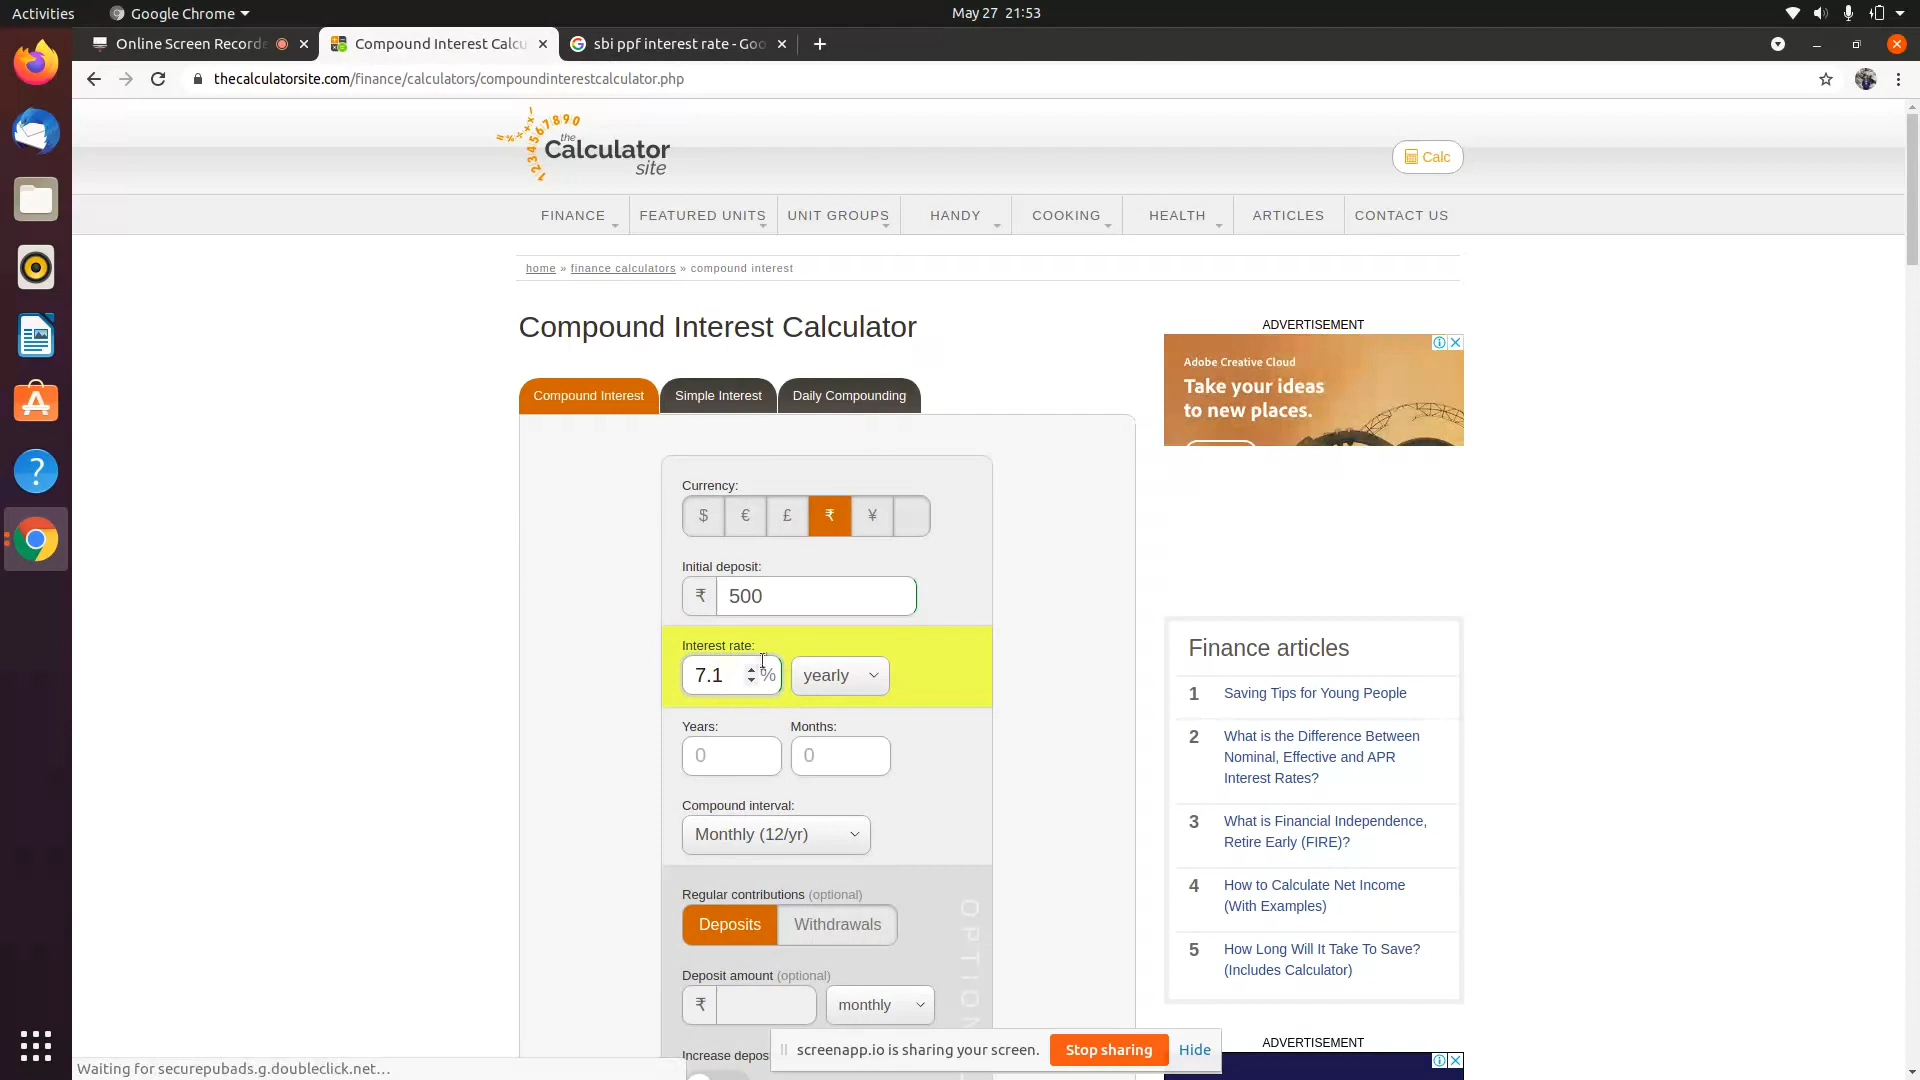 Activities
Google Chrome
May 27 21:53
Online Screen Recorde
Compound Interest Calcu
sbi ppf interest rate - Goo
thecalculatorsite.com/finance/calculators/compoundinterestcalculator.php
the
Calculator
site
1234567890
Calc
FINANCE
FEATURED UNITS
UNIT GROUPS
HANDY
COOKING
HEALTH
ARTICLES
CONTACT US
home » finance calculators » compound interest
Compound Interest Calculator
Compound Interest
Simple Interest
Daily Compounding
Currency:
$ € £ ₹ ¥
Initial deposit:
₹ 500
Interest rate:
7.1 %
yearly
Years:
Months:
0
0
Compound interval:
Monthly (12/yr)
Regular contributions (optional)
Deposits
Withdrawals
Deposit amount (optional)
₹
monthly
Increase depos
OPTION
ADVERTISEMENT
Adobe Creative Cloud
Take your ideas
to new places.
Finance articles
1 Saving Tips for Young People
2 What is the Difference Between
Nominal, Effective and APR
Interest Rates?
3 What is Financial Independence,
Retire Early (FIRE)?
4 How to Calculate Net Income
(With Examples)
5 How Long Will It Take To Save?
(Includes Calculator)
ADVERTISEMENT
screenapp.io is sharing your screen.
Stop sharing
Hide
Waiting for securepubads.g.doubleclick.net...